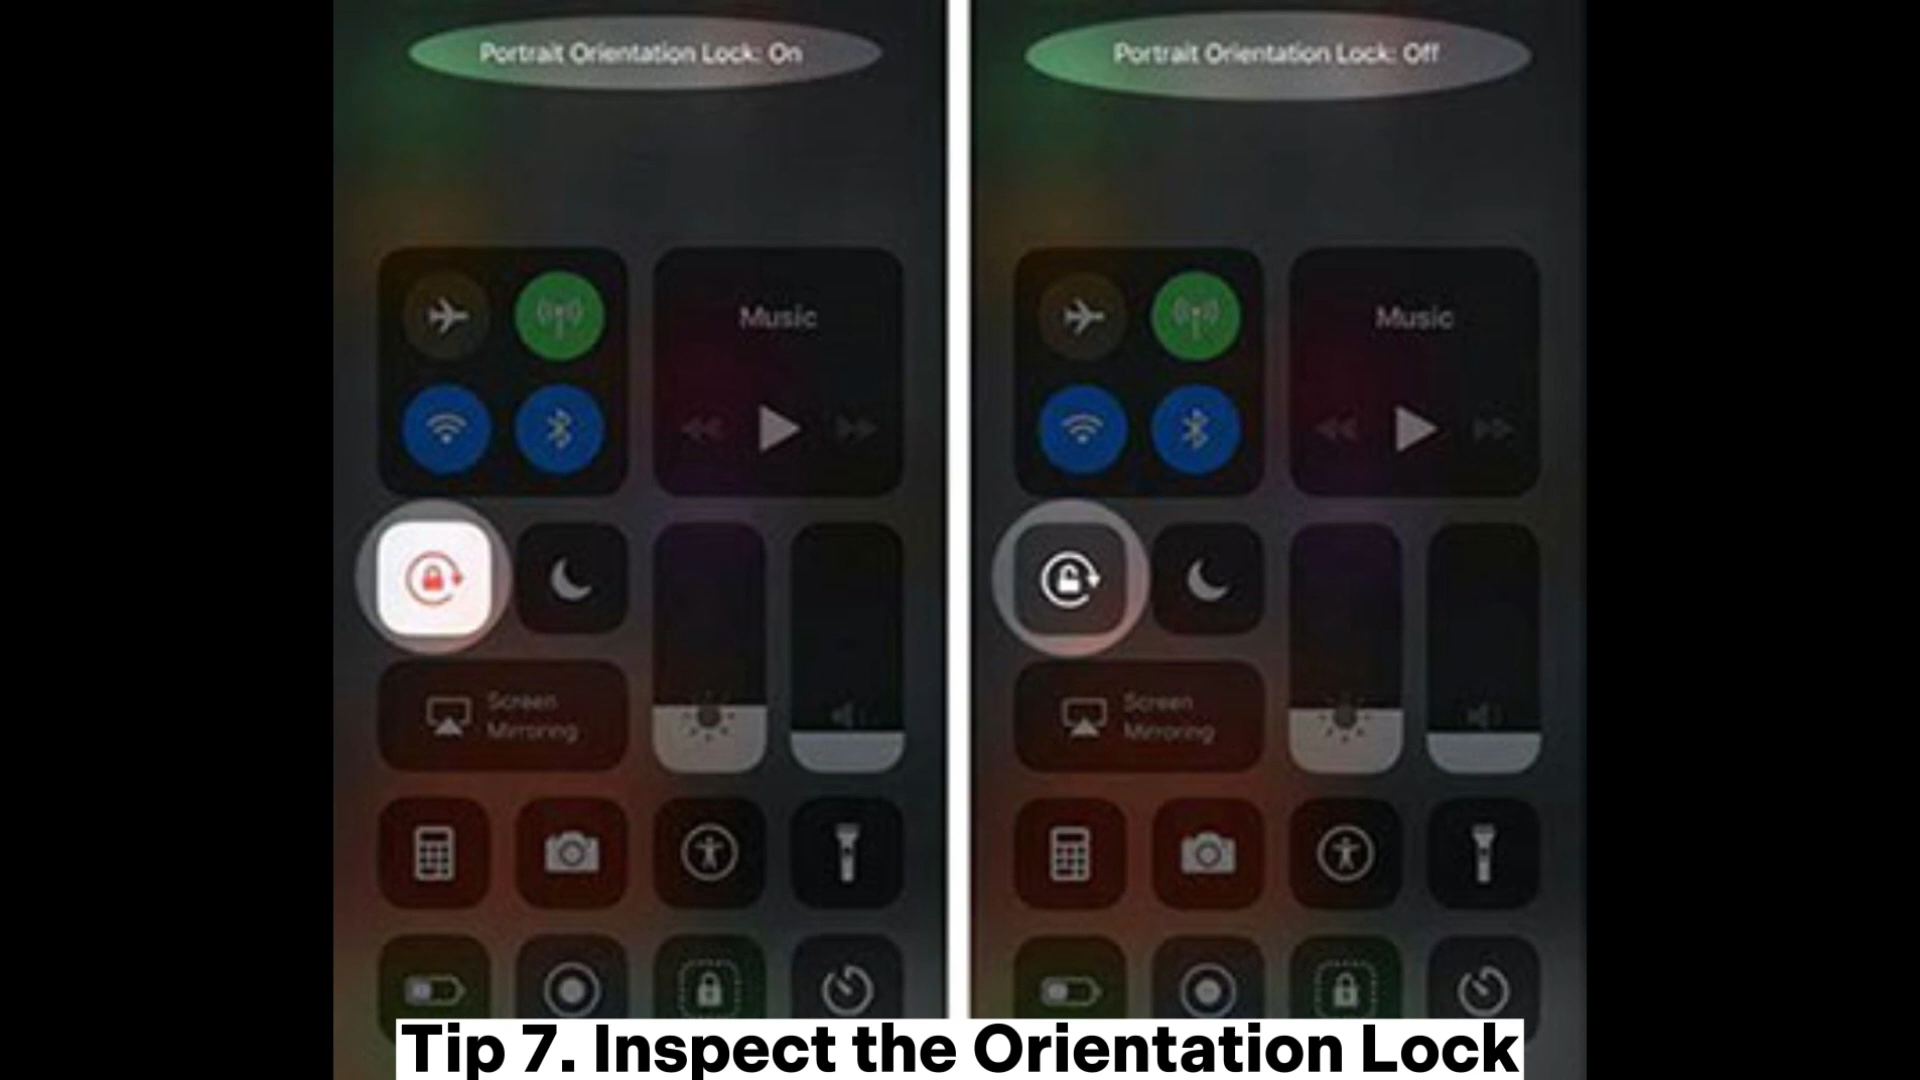 Portrait Orientation Lock: On
Portrait Orientation Lock: Off
Music
Music
Screen
Mirroring
Screen
Mirroring
Tip 7. Inspect the Orientation Lock